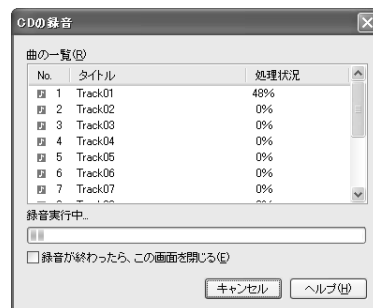 CDの録音
曲の一覧(R)
No. タイトル 処理状況
1 Track01 48%
2 Track02 0%
3 Track03 0%
4 Track04 0%
5 Track05 0%
6 Track06 0%
7 Track07 0%
録音実行中...
録音が終わったら、この画面を閉じる(E)
キャンセル ヘルプ(H)